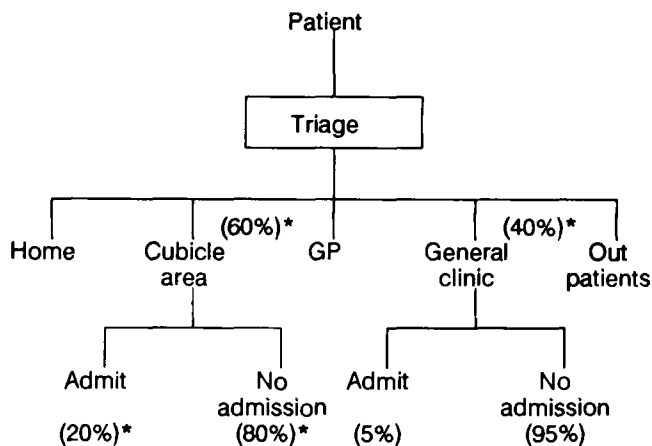 Patient
Triage
(60%)* (40%)*
Home Cubicle GP General Out
area clinic patients
Admit No Admit No
admission admission
(20%)* (80%)* (5%) (95%)